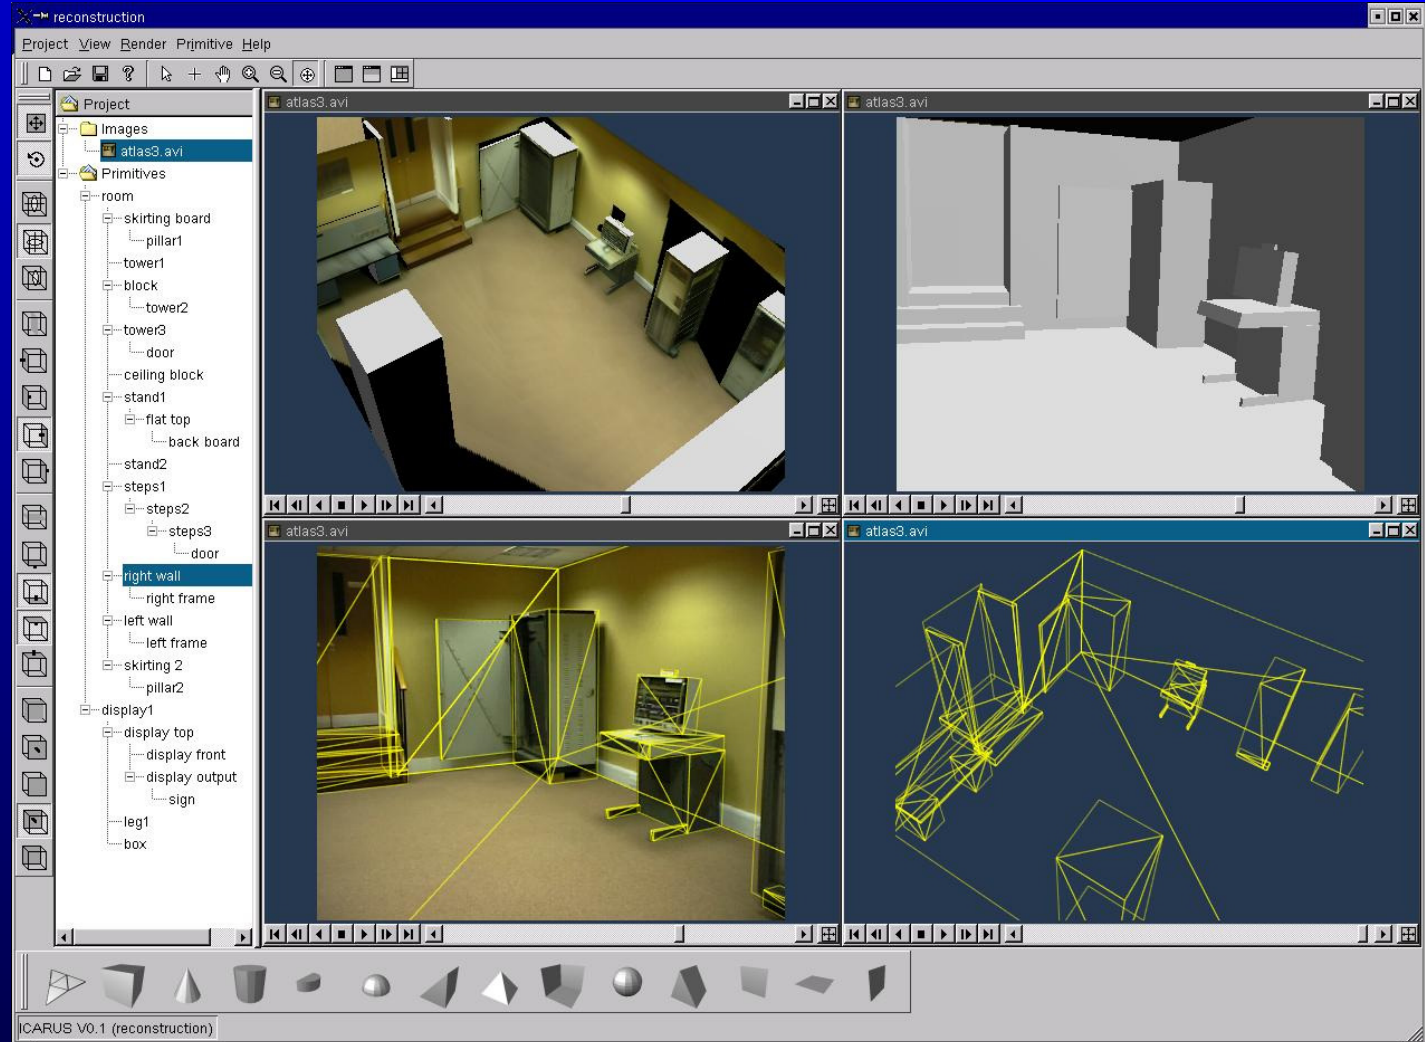 reconstruction
Project View Render Primitive Help
Project
Images
atlas3.avi
Primitives
room
skirting board
pillar1
tower1
block
tower2
tower3
door
ceiling block
stand1
flat top
back board
stand2
steps1
steps2
steps3
door
right wall
right frame
left wall
left frame
skirting 2
pillar2
display1
display top
display front
display output
sign
leg1
box
atlas3.avi
atlas3.avi
atlas3.avi
atlas3.avi
ICARUS V0.1 (reconstruction)